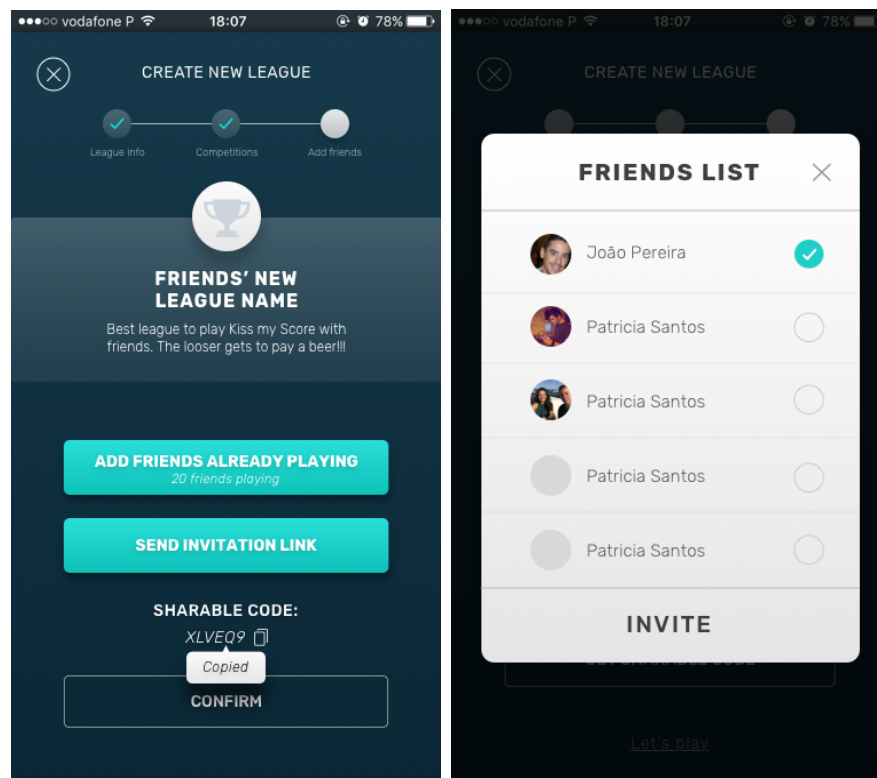 vodafone P 18:07 78%
CREATE NEW LEAGUE
League info Competitions Add friends
FRIENDS' NEW
LEAGUE NAME
Best league to play Kiss my Score with
friends. The looser gets to pay a beer!!!
ADD FRIENDS ALREADY PLAYING
20 friends playing
SEND INVITATION LINK
SHARABLE CODE:
XLVEQ9
Copied
CONFIRM
vodafone P 18:07 78%
CREATE NEW LEAGUE
FRIENDS LIST
João Pereira
Patricia Santos
Patricia Santos
Patricia Santos
Patricia Santos
INVITE
SHARABLE CODE
Let's play